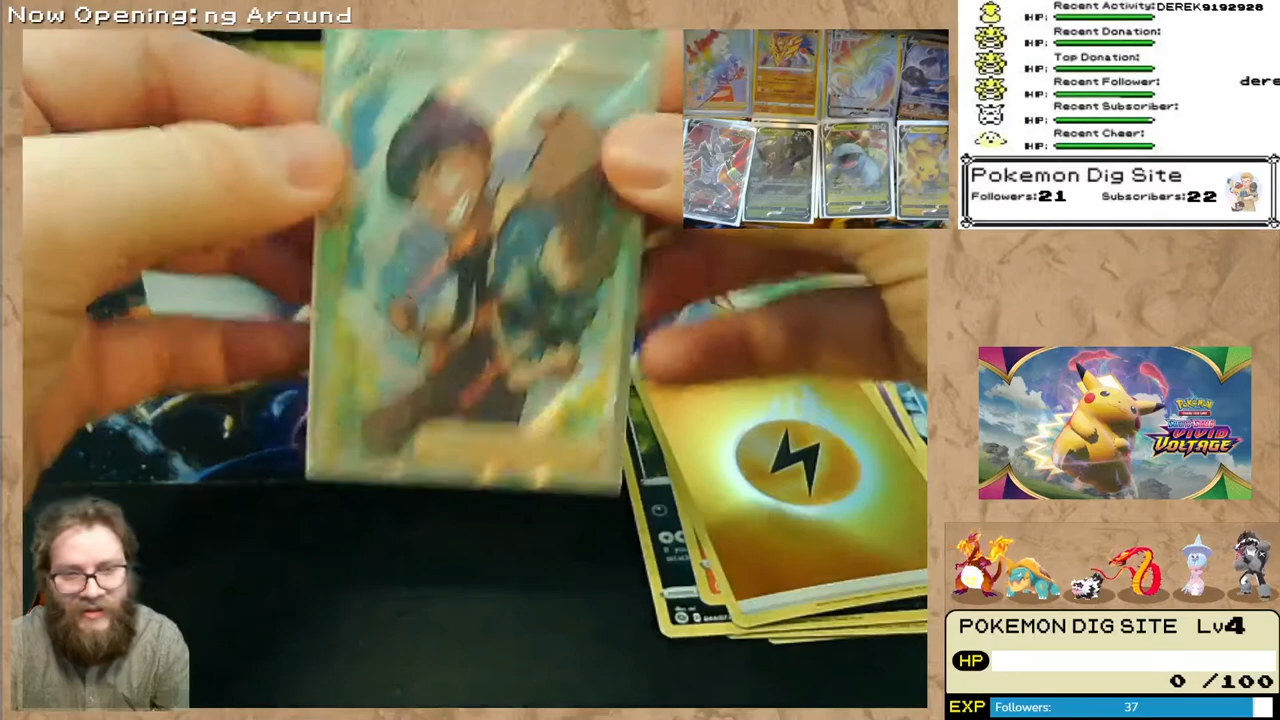 Now Opening: ng Around
Recent Activity: DEREK9192928
HP:
Recent Donation:
HP:
Top Donation:
HP:
Recent Follower: dere
HP:
Recent Subscriber:
HP:
Recent Cheer:
HP:
Pokemon Dig Site
Followers: 21 Subscribers: 22
POKEMON
VIVID
VOLTAGE
POKEMON DIG SITE Lv4
HP
0 /100
EXP Followers: 37